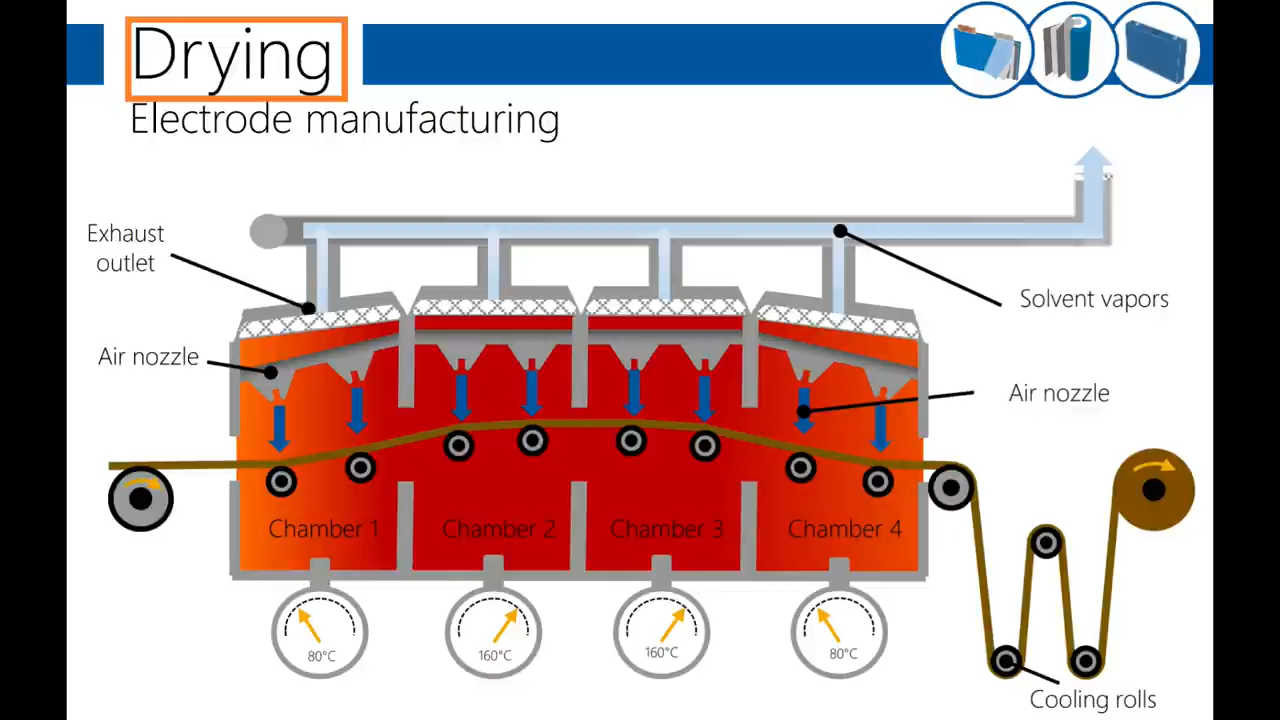 Drying
Electrode manufacturing
Exhaust
outlet
Solvent vapors
Air nozzle
Air nozzle
Chamber 1
Chamber 2
Chamber 3
Chamber 4
80°C
160°C
160°C
80°C
Cooling rolls